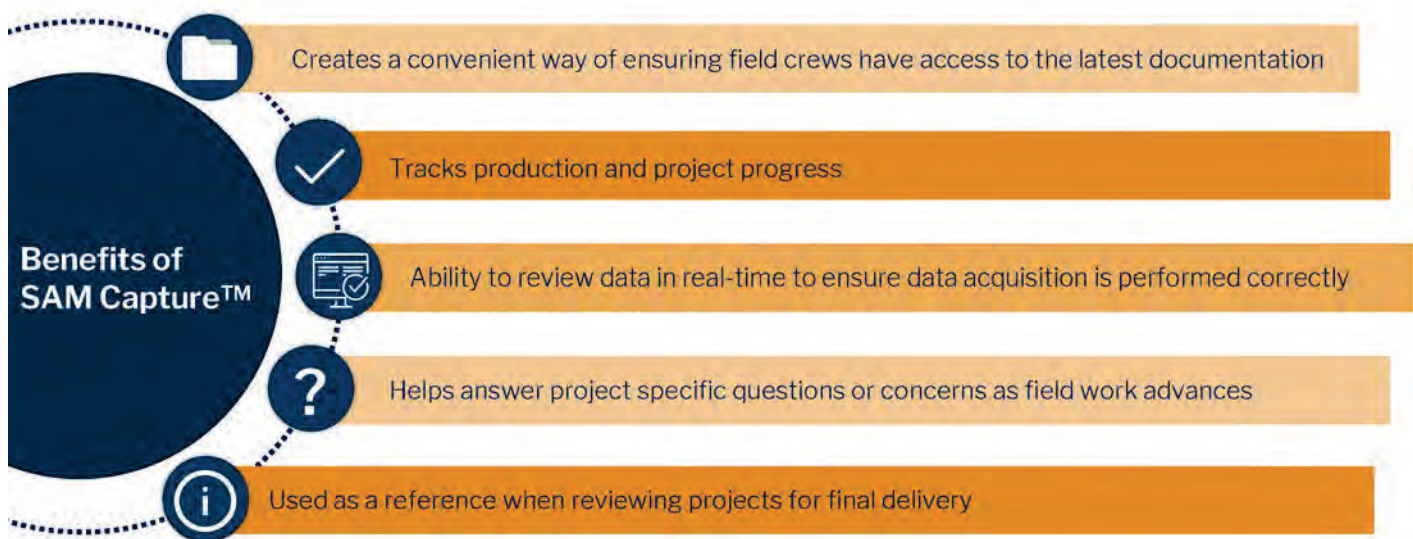 Creates a convenient way of ensuring field crews have access to the latest documentation
Tracks production and project progress
Benefits of
SAM Capture™
Ability to review data in real-time to ensure data acquisition is performed correctly
?
Helps answer project specific questions or concerns as field work advances
i
Used as a reference when reviewing projects for final delivery